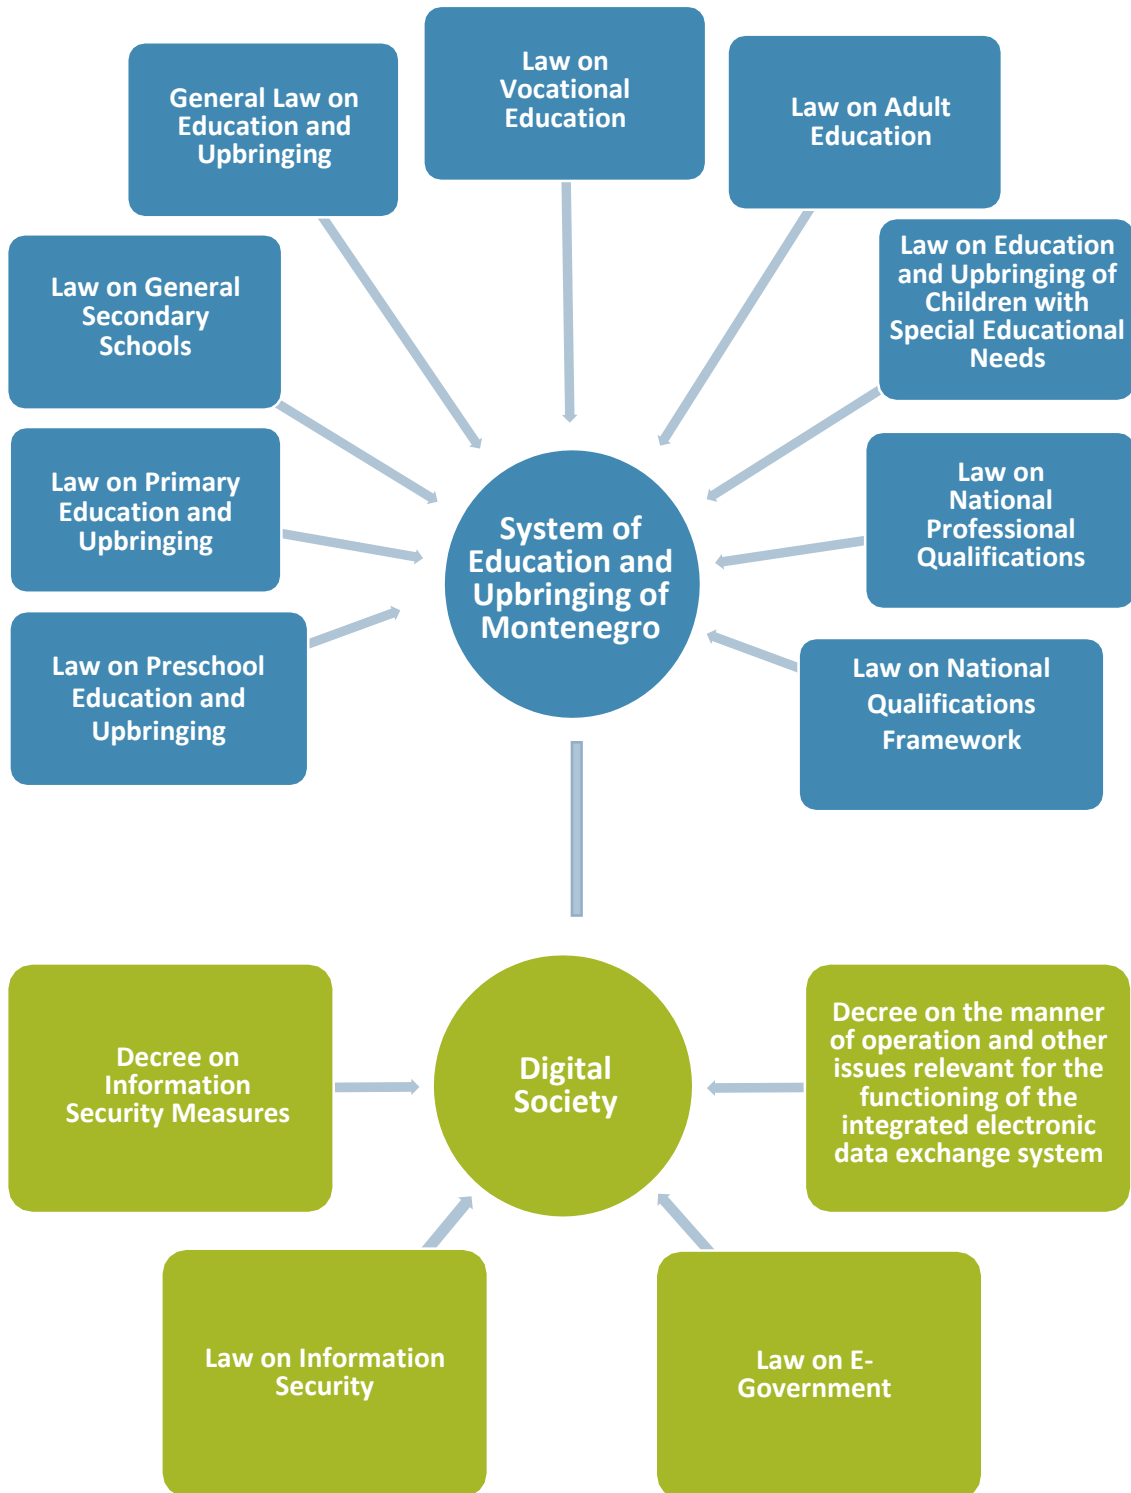 Law on
Vocational
Education
General Law on
Education and
Upbringing
Law on Adult
Education
Law on General
Secondary
Schools
Law on Education
and Upbringing of
Children with
Special Educational
Needs
Law on Primary
Education and
Upbringing
System of
Education and
Upbringing of
Montenegro
Law on
National
Professional
Qualifications
Law on Preschool
Education and
Upbringing
Law on National
Qualifications
Framework
Decree on
Information
Security Measures
Digital
Society
Decree on the manner
of operation and other
issues relevant for the
functioning of the
integrated electronic
data exchange system
Law on Information
Security
Law on E-
Government